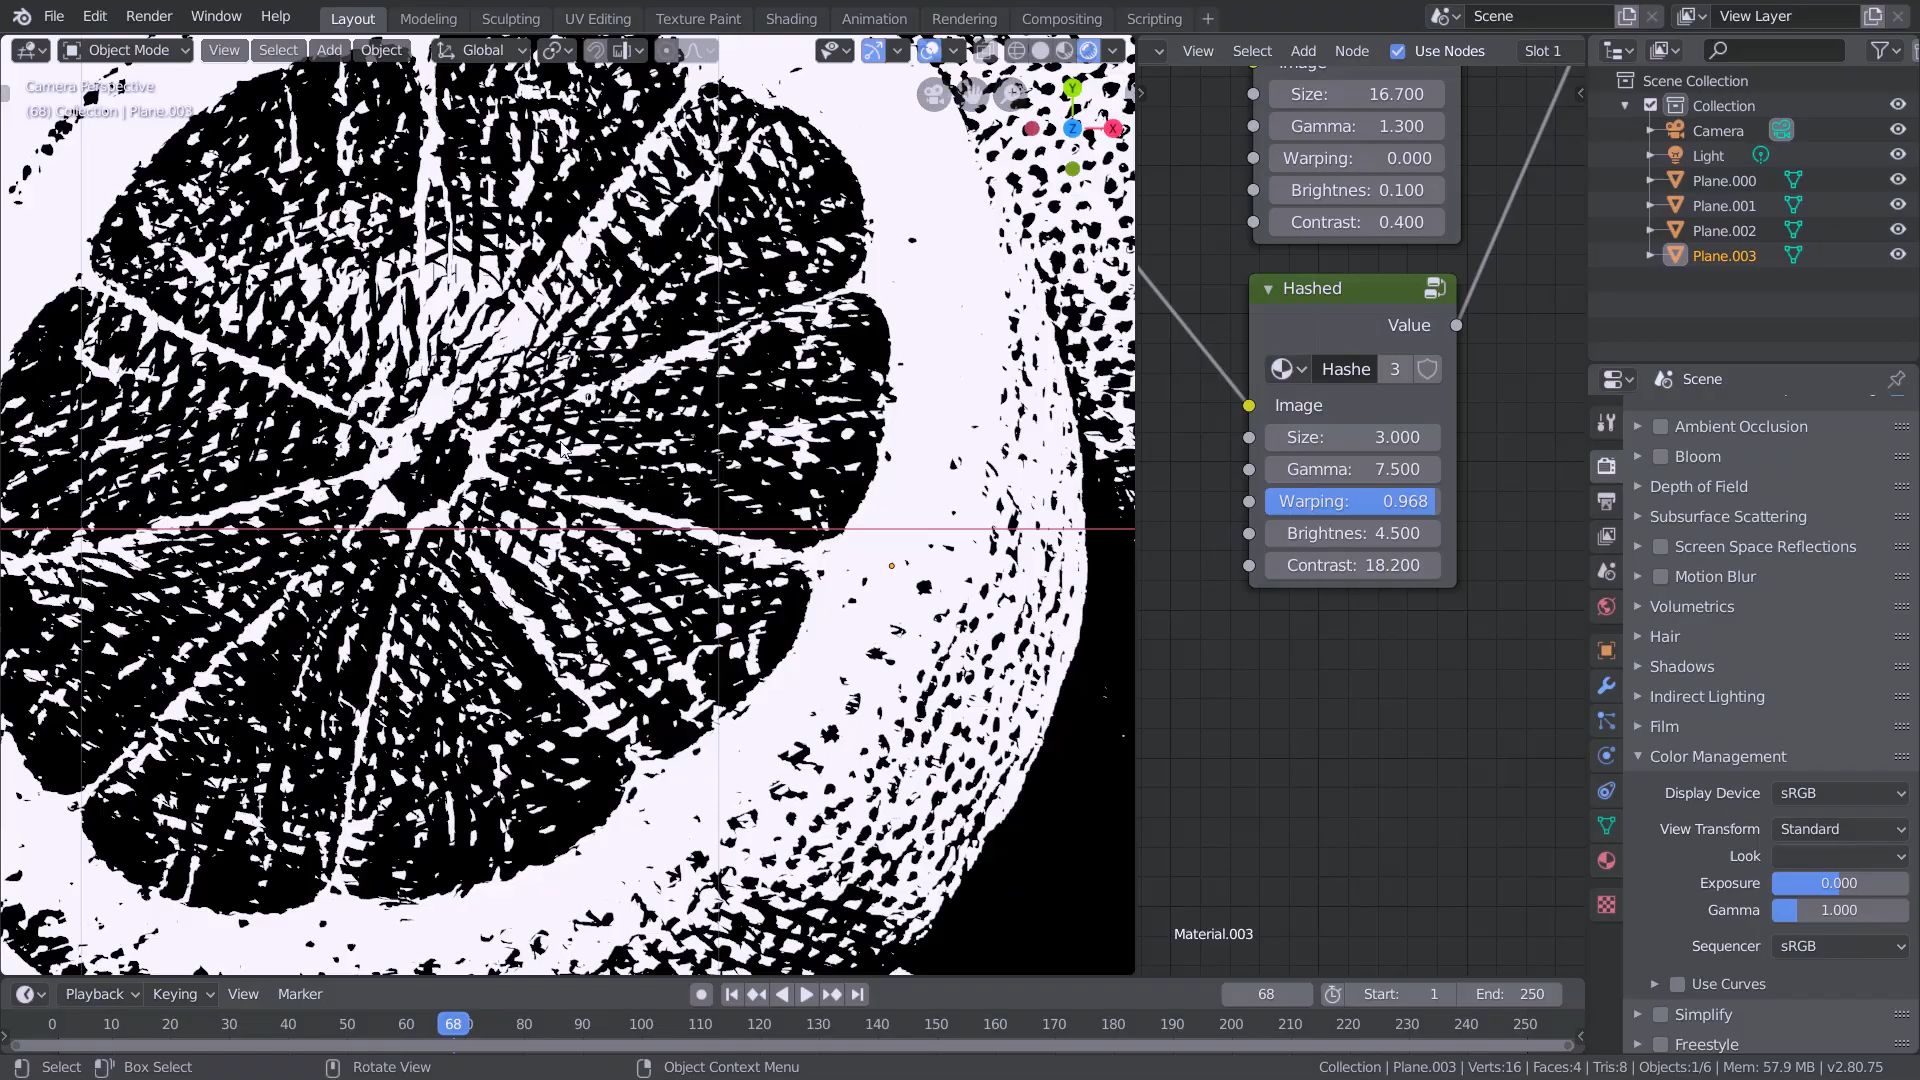 File Edit Render Window Help Layout Modeling Sculpting UV Editing Texture Paint Shading Animation Rendering Compositing Scripting + Scene View Layer
Object Mode View Select Add Object Global View Select Add Node Use Nodes Slot 1
Camera Perspective
(68) Collection | Plane.003
Y
Z
X
Size: 16.700
Gamma: 1.300
Warping: 0.000
Brightnes: 0.100
Contrast: 0.400
Hashed
Value
Hashe 3
Image
Size: 3.000
Gamma: 7.500
Warping: 0.968
Brightnes: 4.500
Contrast: 18.200
Material.003
Scene Collection
Collection
Camera
Light
Plane.000
Plane.001
Plane.002
Plane.003
Scene
Ambient Occlusion
Bloom
Depth of Field
Subsurface Scattering
Screen Space Reflections
Motion Blur
Volumetrics
Hair
Shadows
Indirect Lighting
Film
Color Management
Display Device sRGB
View Transform Standard
Look
Exposure 0.000
Gamma 1.000
Sequencer sRGB
Use Curves
Simplify
Freestyle
Playback Keying View Marker 68 Start: 1 End: 250
0 10 20 30 40 50 60 68 80 90 100 110 120 130 140 150 160 170 180 190 200 210 220 230 240 250
Select Box Select Rotate View Object Context Menu Collection | Plane.003 | Verts:16 | Faces:4 | Tris:8 | Objects:1/6 | Mem: 57.9 MB | v2.80.75